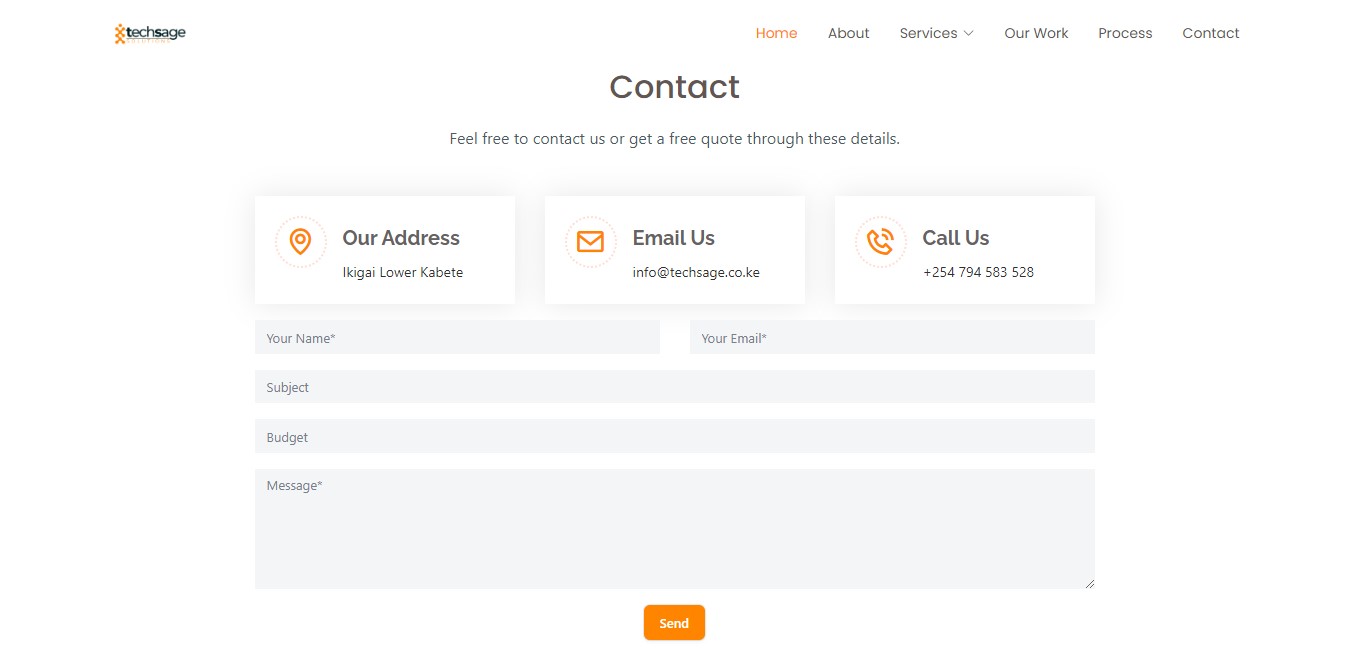 techsage
SOLUTIONS
Home About Services Our Work Process Contact
Contact
Feel free to contact us or get a free quote through these details.
Our Address
Ikigai Lower Kabete
Email Us
info@techsage.co.ke
Call Us
+254 794 583 528
Your Name*
Your Email*
Subject
Budget
Message*
Send